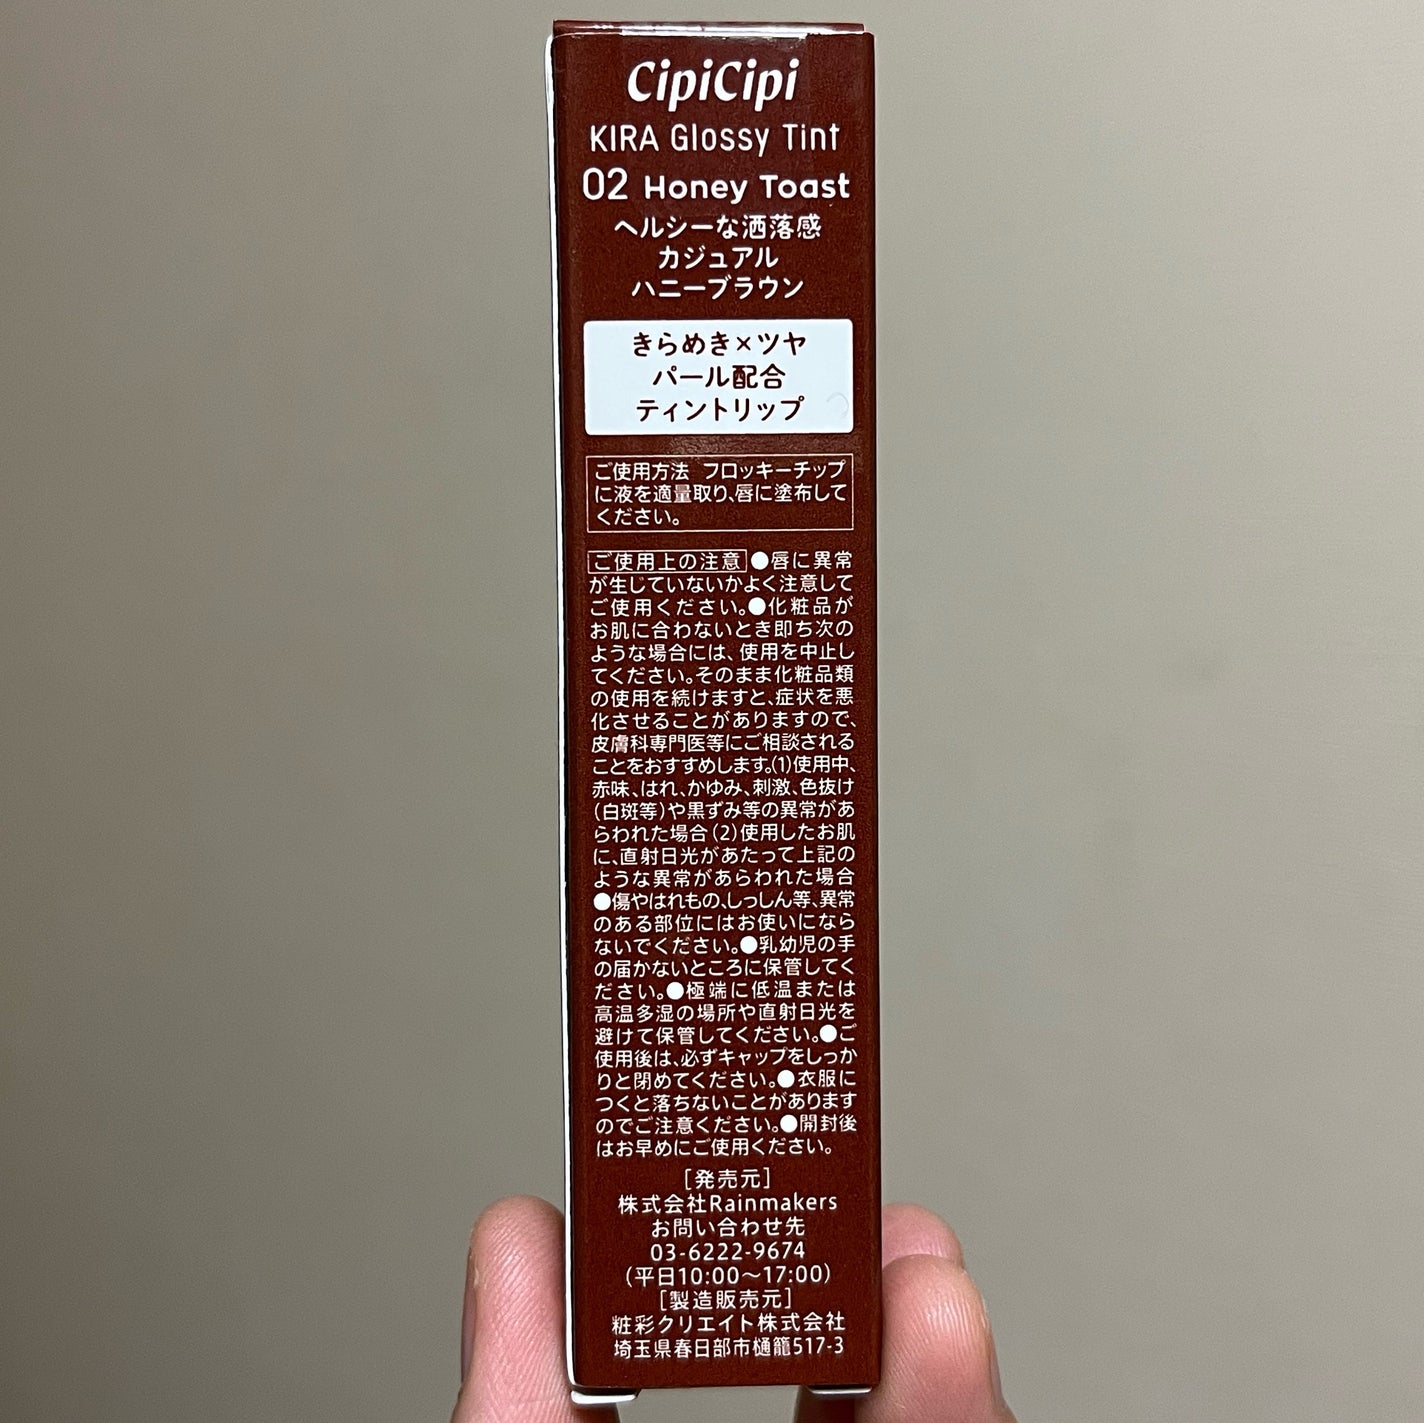 CipiCipi
KIRA Glossy Tint
02 Honey Toast
ヘルシーな洒落感
カジュアル
ハニーブラウン
きらめき×ツヤ
パール配合
ティントリップ
ご使用方法 フロッキーチップ
に液を適量取り、唇に塗布して
ください。
ご使用上の注意 ●唇に異常
が生じていないかよく注意して
ご使用ください。●化粧品が
お肌に合わないとき即ち次の
ような場合には、使用を中止し
てください。そのまま化粧品類
の使用を続けますと、症状を悪
化させることがありますので、
皮膚科専門医等にご相談される
ことをおすすめします。(1)使用中、
赤味、はれ、かゆみ、刺激、色抜け
(白斑等)や黒ずみ等の異常があ
らわれた場合(2)使用したお肌
に、直射日光があたって上記の
ような異常があらわれた場合
●傷やはれもの、しっしん等、異常
のある部位にはお使いになら
ないでください。●乳幼児の手
の届かないところに保管してく
ださい。●極端に低温または
高温多湿の場所や直射日光を
避けて保管してください。●ご
使用後は、必ずキャップをしっか
りと閉めてください。●衣服に
つくと落ちないことがあります
のでご注意ください。●開封後
はお早めにご使用ください。
[発売元]
株式会社Rainmakers
お問い合わせ先
03-6222-9674
(平日10:00〜17:00)
[製造販売元]
粧彩クリエイト株式会社
埼玉県春日部市樋籠517-3